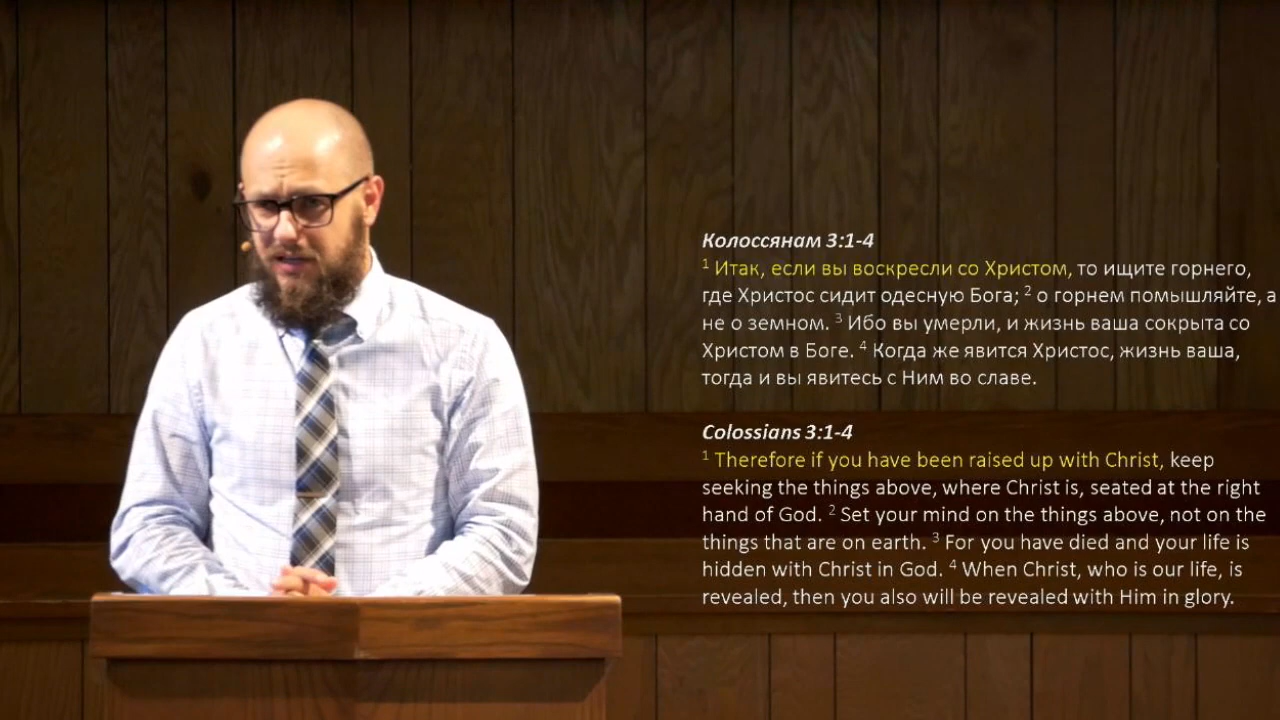 Колоссянам 3:1-4
1 Итак, если вы воскресли со Христом, то ищите горнего,
где Христос сидит одесную Бога; 2 о горнем помышляйте, а
не о земном. 3 Ибо вы умерли, и жизнь ваша сокрыта со
Христом в Боге. 4 Когда же явится Христос, жизнь ваша,
тогда и вы явитесь с Ним во славе.
Colossians 3:1-4
1 Therefore if you have been raised up with Christ, keep
seeking the things above, where Christ is, seated at the right
hand of God. 2 Set your mind on the things above, not on the
things that are on earth. 3 For you have died and your life is
hidden with Christ in God. 4 When Christ, who is our life, is
revealed, then you also will be revealed with Him in glory.